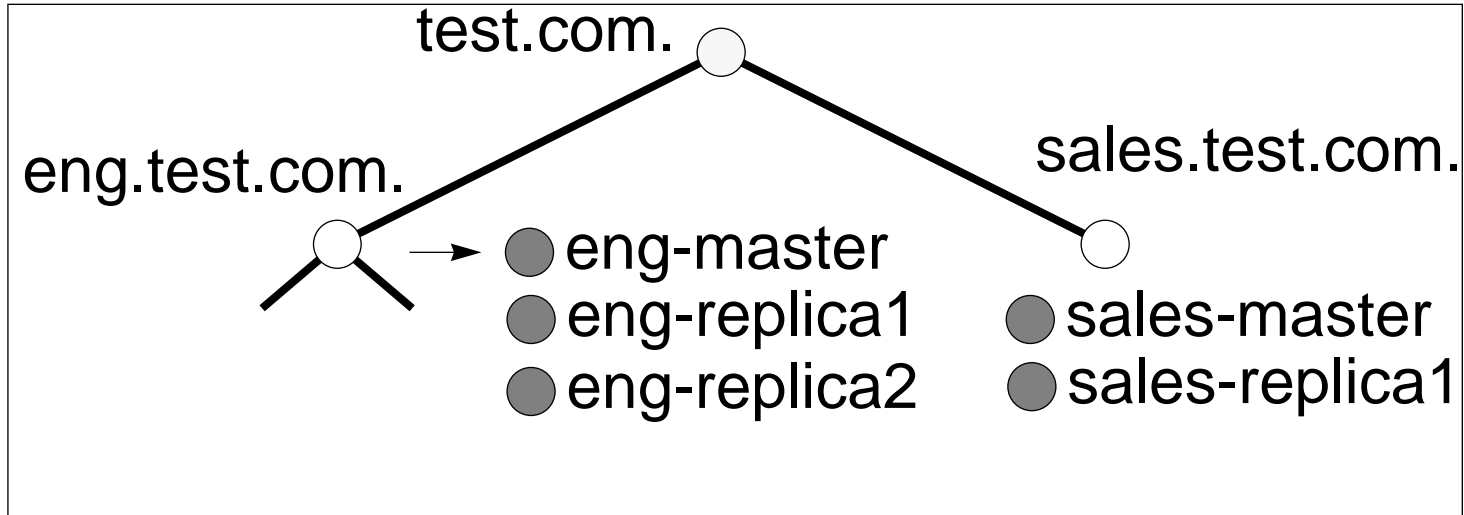 test.com.
eng.test.com.
sales.test.com.
eng-master
eng-replica1
eng-replica2
sales-master
sales-replica1